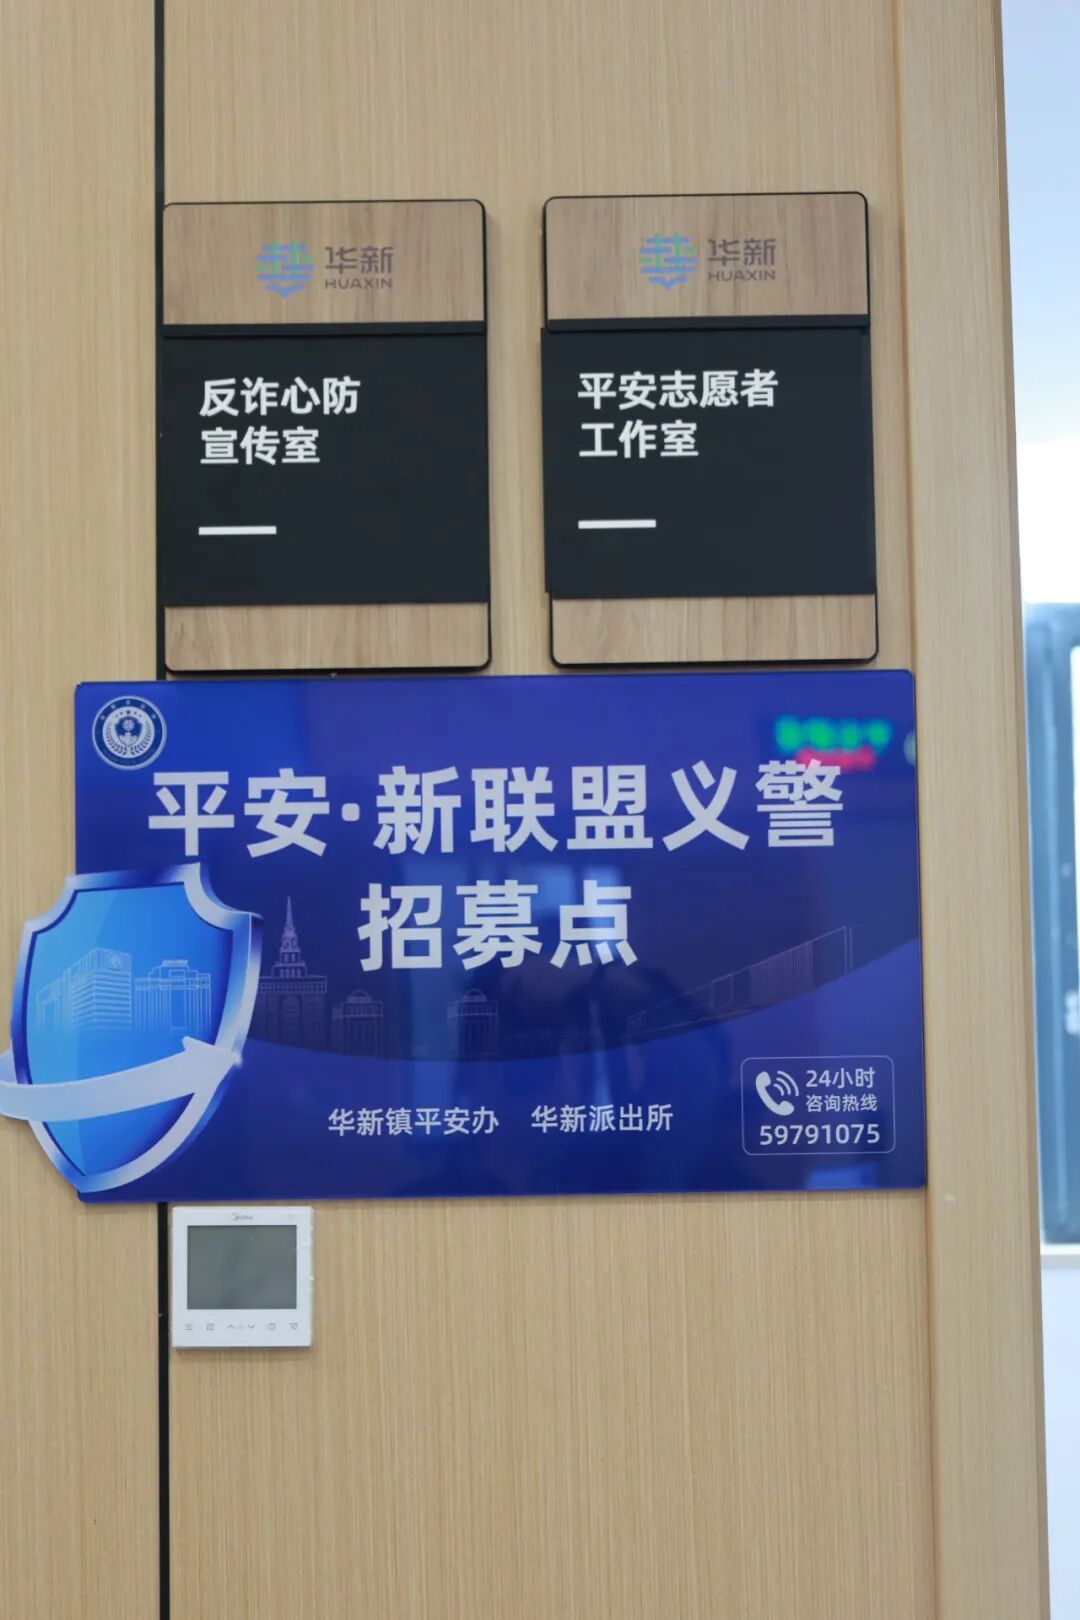 华新
HUAXIN
反诈心防
宣传室
华新
HUAXIN
平安志愿者
工作室
平安·新联盟义警
招募点
华新镇平安办 华新派出所
24小时
咨询热线
59791075
Midea